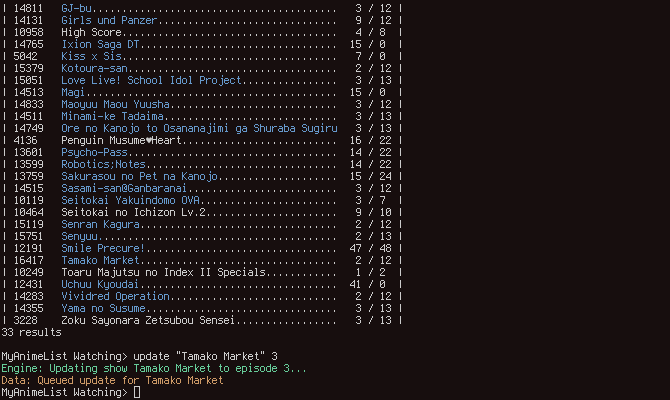 | 14811   GJ-bu.......................................... 3 / 12 |
| 14131   Girls und Panzer............................... 9 / 12 |
| 10958   High Score..................................... 4 / 8  |
| 14765   Ixion Saga DT.................................. 15 / 0  |
| 5042    Kiss x Sis..................................... 7 / 0  |
| 15379   Kotoura-san.................................... 2 / 12 |
| 15051   Love Live! School Idol Project................. 3 / 13 |
| 14513   Magi........................................... 15 / 0  |
| 14833   Maoyuu Maou Yuusha............................. 3 / 12 |
| 14511   Minami-ke Tadaima.............................. 3 / 13 |
| 14749   Ore no Kanojo to Osananajimi ga Shuraba Sugiru  3 / 13 |
| 4136    Penguin Musume♥Heart........................... 16 / 22 |
| 13601   Psycho-Pass.................................... 14 / 22 |
| 13599   Robotics;Notes................................. 14 / 22 |
| 13759   Sakurasou no Pet na Kanojo..................... 15 / 24 |
| 14515   Sasami-san@Ganbaranai.......................... 3 / 12 |
| 10119   Seitokai Yakuindomo OVA........................ 3 / 7  |
| 10464   Seitokai no Ichizon Lv.2....................... 9 / 10 |
| 15119   Senran Kagura.................................. 2 / 12 |
| 15751   Senyuu......................................... 2 / 13 |
| 12191   Smile Precure!................................. 47 / 48 |
| 16417   Tamako Market.................................. 2 / 12 |
| 10249   Toaru Majutsu no Index II Specials............. 1 / 2  |
| 12431   Uchuu Kyoudai.................................. 41 / 0  |
| 14283   Vividred Operation............................. 2 / 12 |
| 14355   Yama no Susume................................. 3 / 13 |
| 3228    Zoku Sayonara Zetsubou Sensei.................. 3 / 13 |
33 results
MyAnimeList Watching> update "Tamako Market" 3
Engine: Updating show Tamako Market to episode 3...
Data: Queued update for Tamako Market
MyAnimeList Watching>